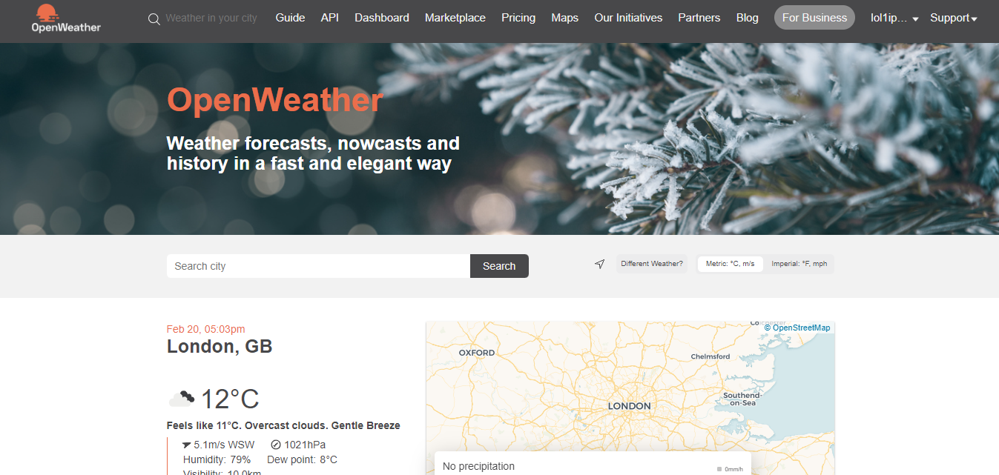 OpenWeather
Weather in your city
Guide
API
Dashboard
Marketplace
Pricing
Maps
Our Initiatives
Partners
Blog
For Business
lol1ip...
Support
OpenWeather
Weather forecasts, nowcasts and
history in a fast and elegant way
Search city
Search
Different Weather?
Metric: °C, m/s
Imperial: °F, mph
Feb 20, 05:03pm
London, GB
12°C
Feels like 11°C. Overcast clouds. Gentle Breeze
5.1m/s WSW 1021hPa
Humidity: 79% Dew point: 8°C
Visibility: 10.0km
© OpenStreetMap
OXFORD
Chelmsford
Southend-
on-Sea
LONDON
No precipitation
0mm/h